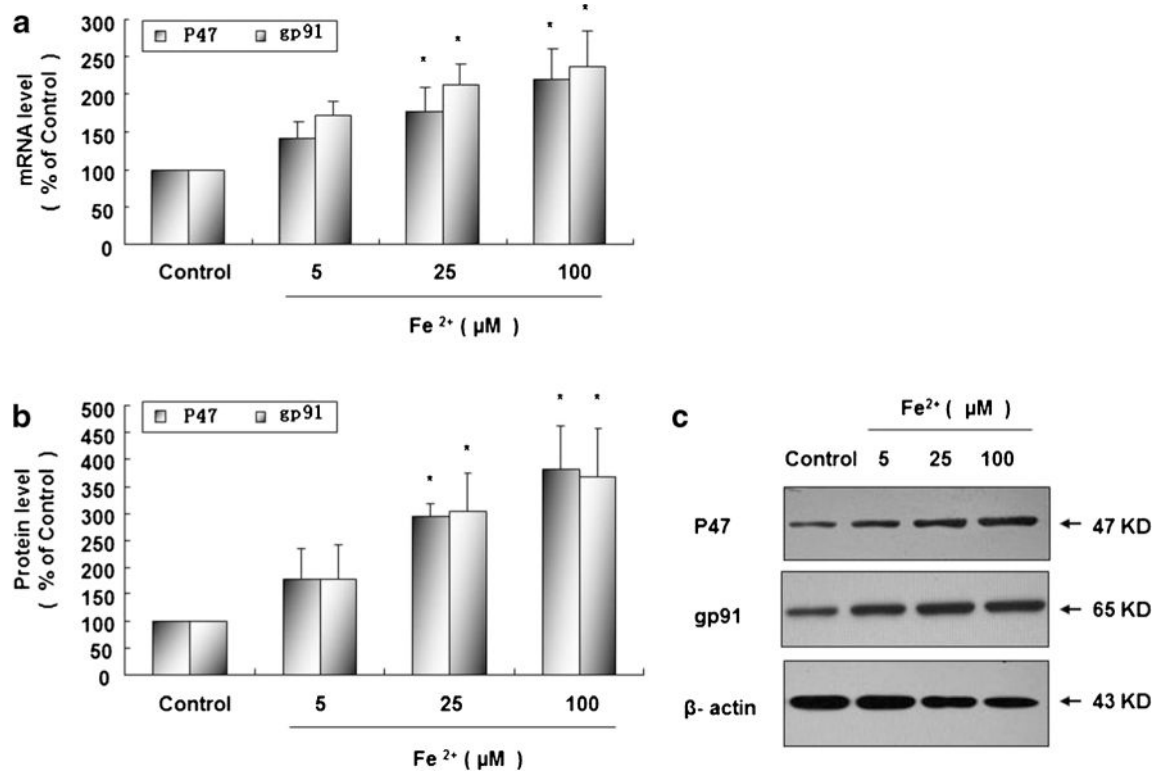 a
300
250
200
150
100
50
0
mRNA level
( % of Control )
P47 gp91
* * * *
Control 5 25 100
Fe 2+ ( µM )
b
500
450
400
350
300
250
200
150
100
50
0
Protein level
( % of Control )
P47 gp91
* * * *
Control 5 25 100
Fe 2+ ( µM )
c
Fe2+ ( µM )
Control 5 25 100
P47 ← 47 KD
gp91 ← 65 KD
β- actin ← 43 KD